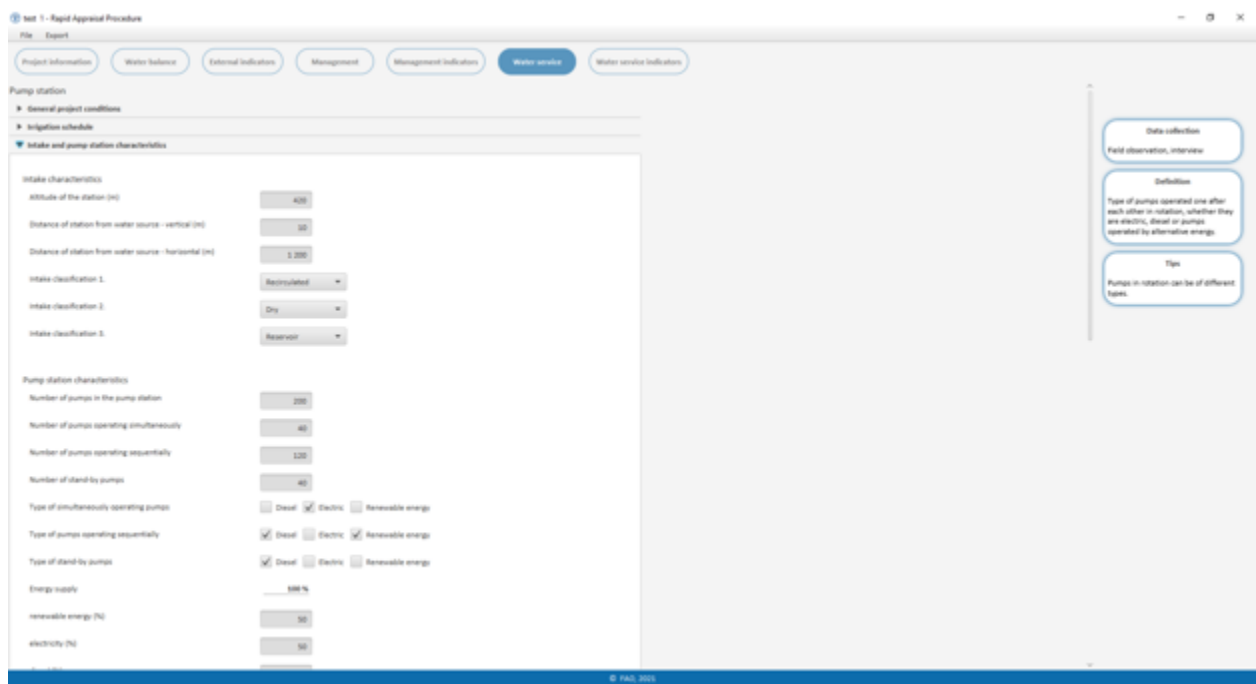 test 1 - Rapid Appraisal Procedure
File Export
Project information Water balance External indicators Management Management indicators Water service Water service indicators
Pump station
General project conditions
Irrigation schedule
Intake and pump station characteristics
Intake characteristics
Altitude of the station (m) 420
Distance of station from water source - vertical (m) 10
Distance of station from water source - horizontal (m) 1 200
Intake classification 1. Recirculated
Intake classification 2. Dry
Intake classification 3. Reservoir
Pump station characteristics
Number of pumps in the pump station 200
Number of pumps operating simultaneously 40
Number of pumps operating sequentially 120
Number of stand-by pumps 40
Type of simultaneously operating pumps Diesel Electric Renewable energy
Type of pumps operating sequentially Diesel Electric Renewable energy
Type of stand-by pumps Diesel Electric Renewable energy
Energy supply 100 %
renewable energy (%) 50
electricity (%) 50
Data collection
Field observation, interview
Definition
Type of pumps operated one after
each other in rotation, whether they
are electric, diesel or pumps
operated by alternative energy.
Tips
Pumps in rotation can be of different
types.
© FAO, 2021